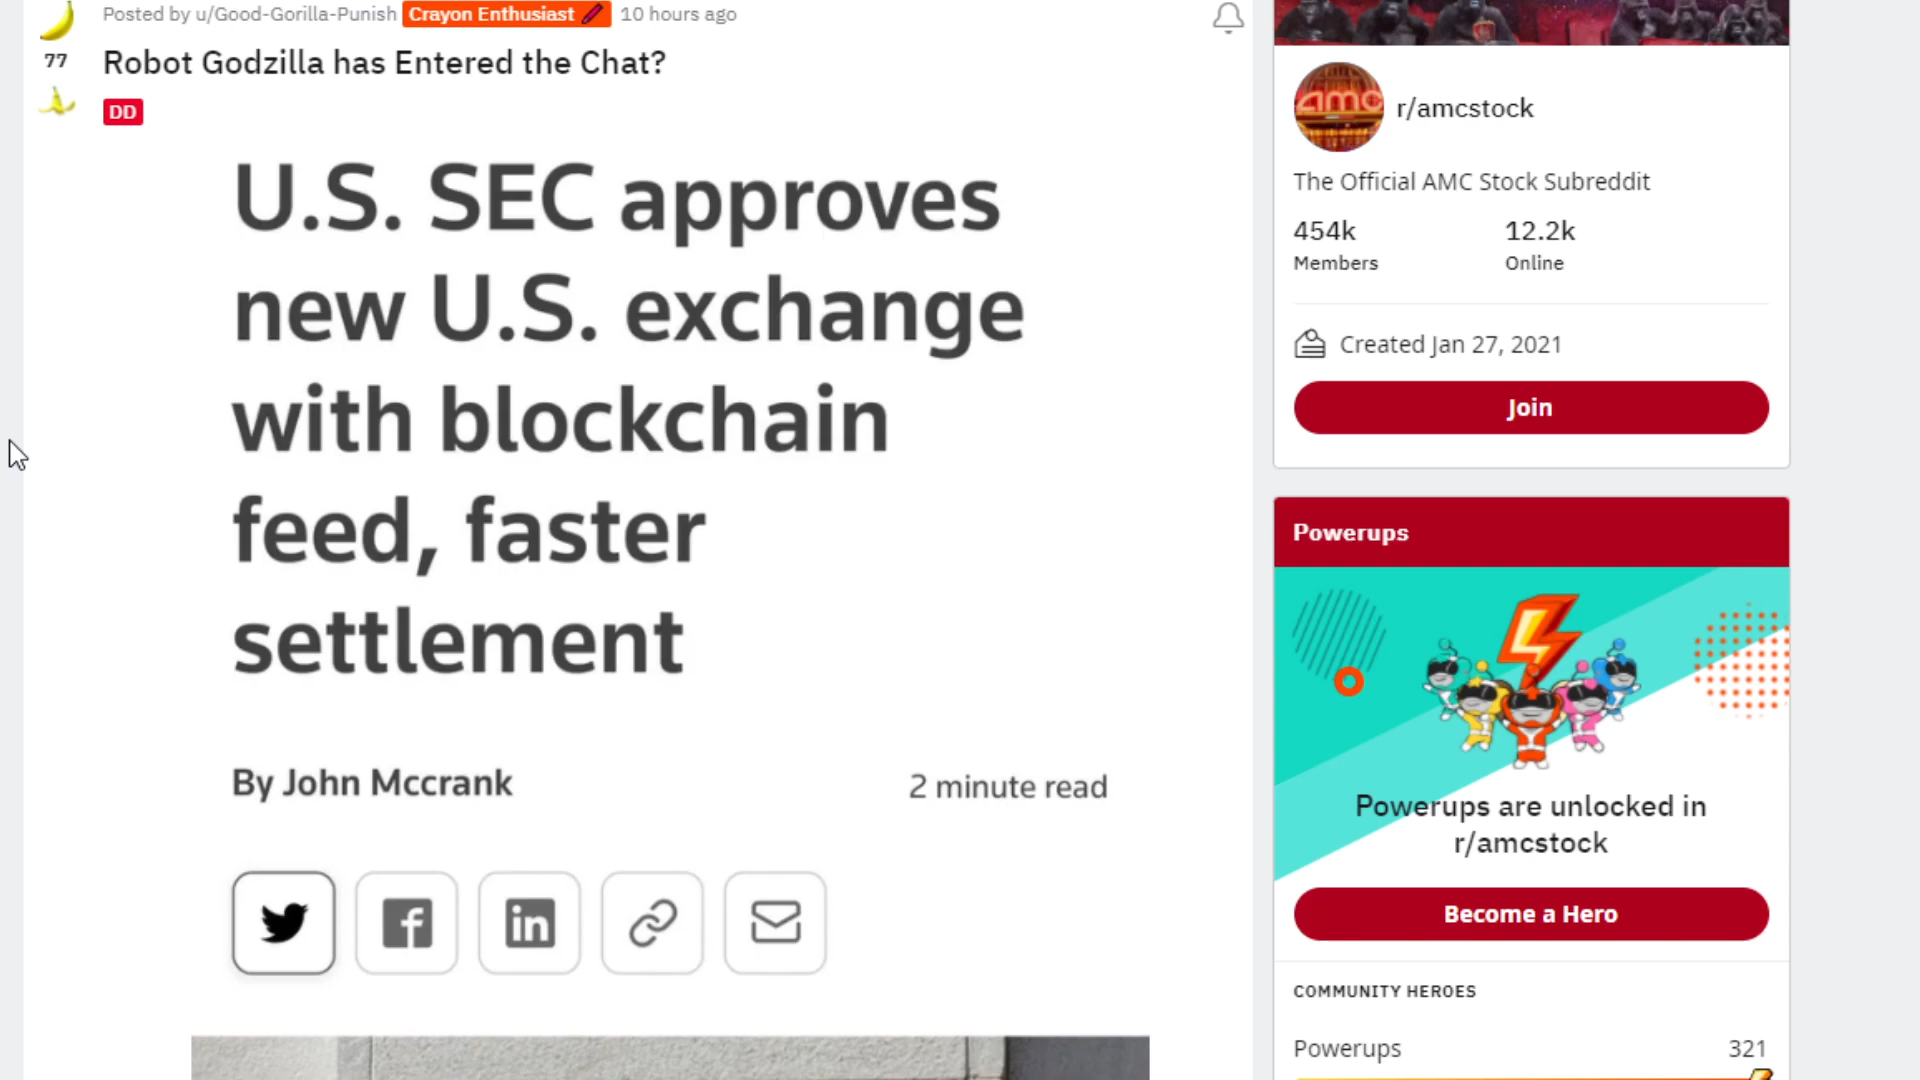 Posted by u/Good-Gorilla-Punish Crayon Enthusiast 10 hours ago
77
Robot Godzilla has Entered the Chat?
DD
U.S. SEC approves
new U.S. exchange
with blockchain
feed, faster
settlement
By John Mccrank
2 minute read
amc
r/amcstock
The Official AMC Stock Subreddit
454k
12.2k
Members
Online
Created Jan 27, 2021
Join
Powerups
Powerups are unlocked in
r/amcstock
Become a Hero
COMMUNITY HEROES
Powerups
321